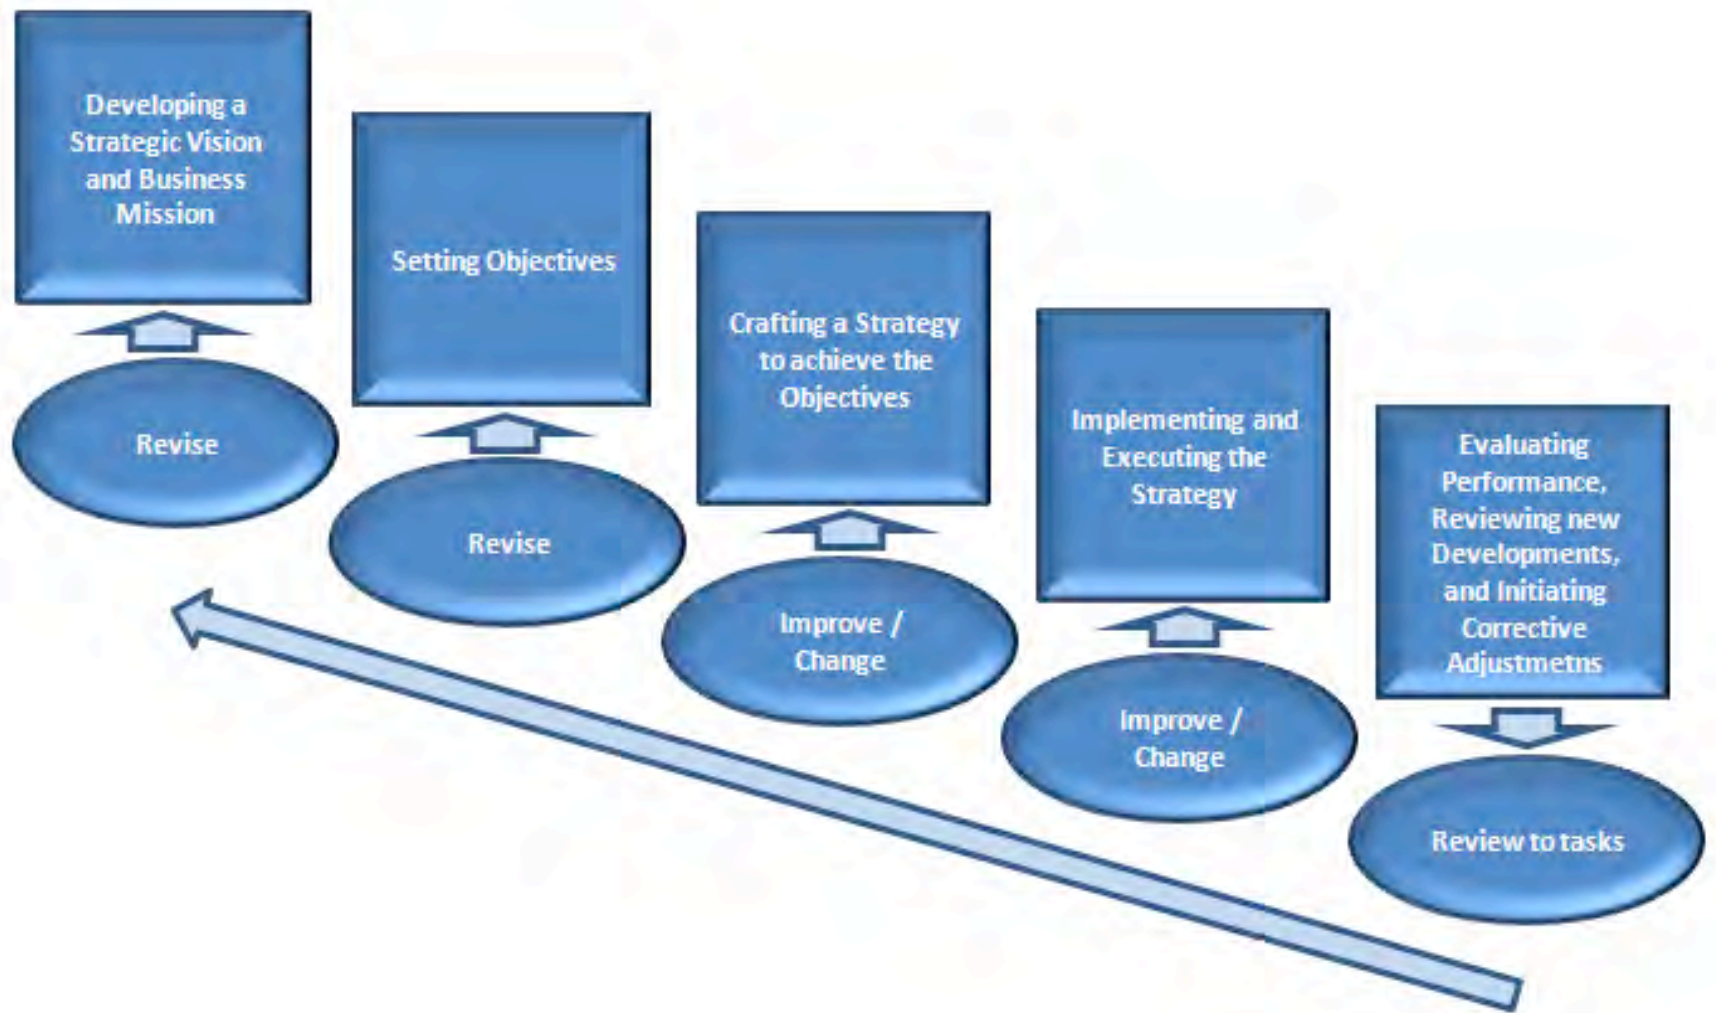 Developing a
Strategic Vision
and Business
Mission
Revise
Setting Objectives
Revise
Crafting a Strategy
to achieve the
Objectives
Improve /
Change
Implementing and
Executing the
Strategy
Improve /
Change
Evaluating
Performance,
Reviewing new
Developments,
and Initiating
Corrective
Adjustmetns
Review to tasks